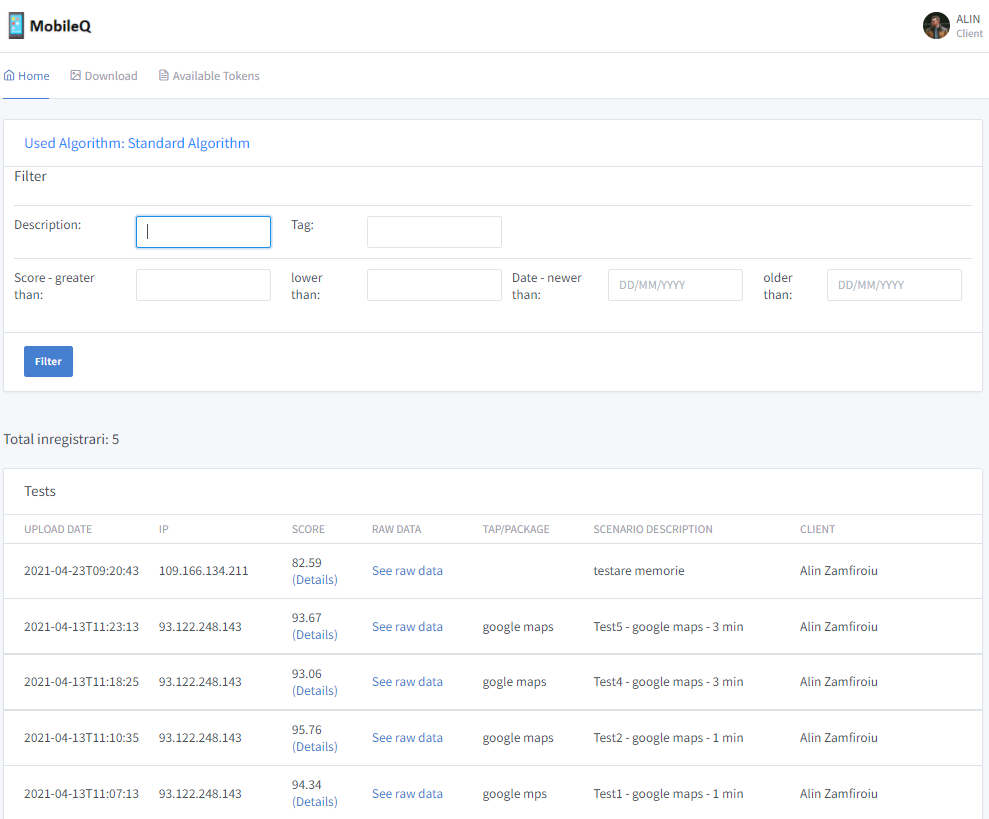 MobileQ
ALIN
Client
Home Download Available Tokens
Used Algorithm: Standard Algorithm
Filter
Description: Tag:
Score - greater than: lower than: Date - newer than: DD/MM/YYYY older than: DD/MM/YYYY
Filter
Total inregistrari: 5
Tests
UPLOAD DATE IP SCORE RAW DATA TAP/PACKAGE SCENARIO DESCRIPTION CLIENT
2021-04-23T09:20:43 109.166.134.211 82.59 (Details) See raw data testare memorie Alin Zamfiroiu
2021-04-13T11:23:13 93.122.248.143 93.67 (Details) See raw data google maps Test5 - google maps - 3 min Alin Zamfiroiu
2021-04-13T11:18:25 93.122.248.143 93.06 (Details) See raw data gogle maps Test4 - google maps - 3 min Alin Zamfiroiu
2021-04-13T11:10:35 93.122.248.143 95.76 (Details) See raw data google maps Test2 - google maps - 1 min Alin Zamfiroiu
2021-04-13T11:07:13 93.122.248.143 94.34 (Details) See raw data google mps Test1 - google maps - 1 min Alin Zamfiroiu